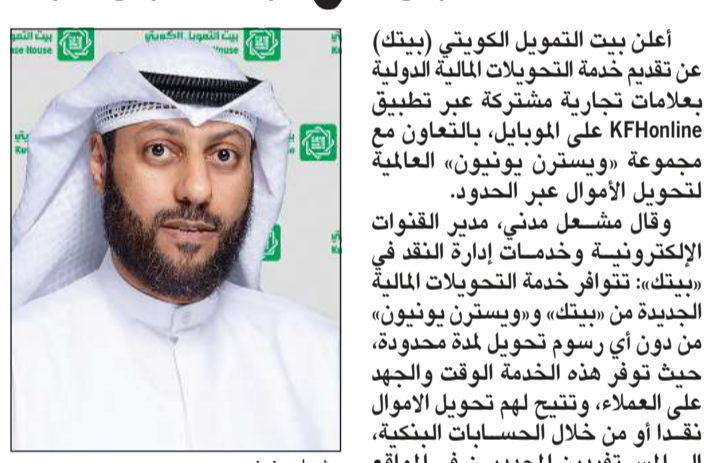 أعلن بيت التمويل الكويتي (بيتك)
عن تقديم خدمة التحويلات المالية الدولية
بعلامات تجارية مشتركة عبر تطبيق
KFHonline على الموبايل، بالتعاون مع
مجموعة «ويسترن يونيون» العالمية
لتحويل الأموال عبر الحدود.
وقال مشعل مدني، مدير القنوات
الإلكترونية وخدمات إدارة النقد في
«بيتك»: تتوافر خدمة التحويلات المالية
الجديدة من «بيتك» و«ويسترن يونيون»
من دون أي رسوم تحويل لمدة محدودة،
حيث توفر هذه الخدمة الوقت والجهد
على العملاء، وتتيح لهم تحويل الاموال
نقدا أو من خلال الحسابات البنكية،
بيت التمويل الكويتي
House